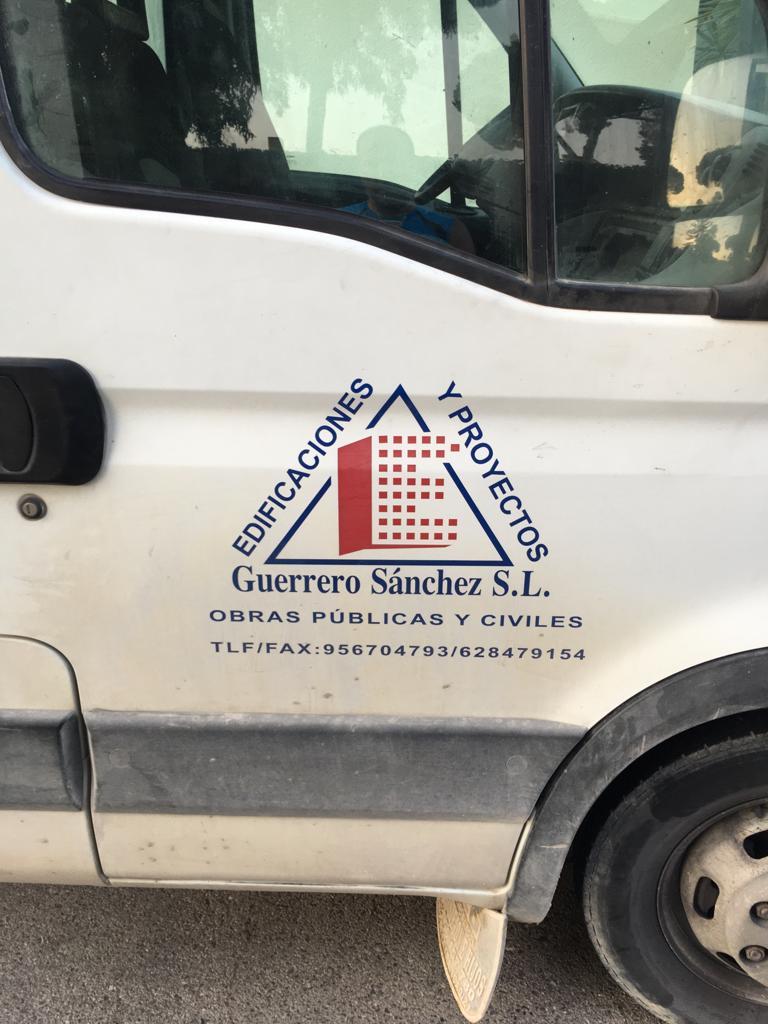 EDIFICACIONES Y PROYECTOS
Guerrero Sánchez S.L.
OBRAS PÚBLICAS Y CIVILES
TLF/FAX:956704793/628479154